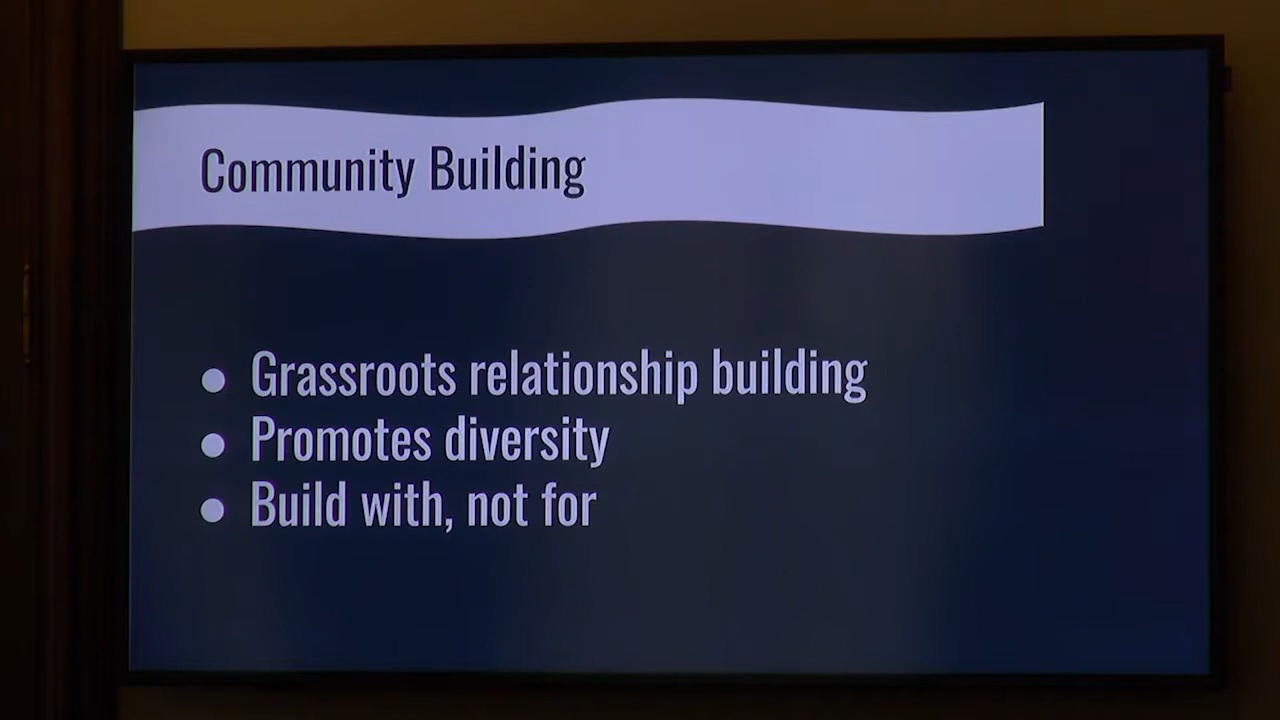 Community Building
● Grassroots relationship building
● Promotes diversity
● Build with, not for